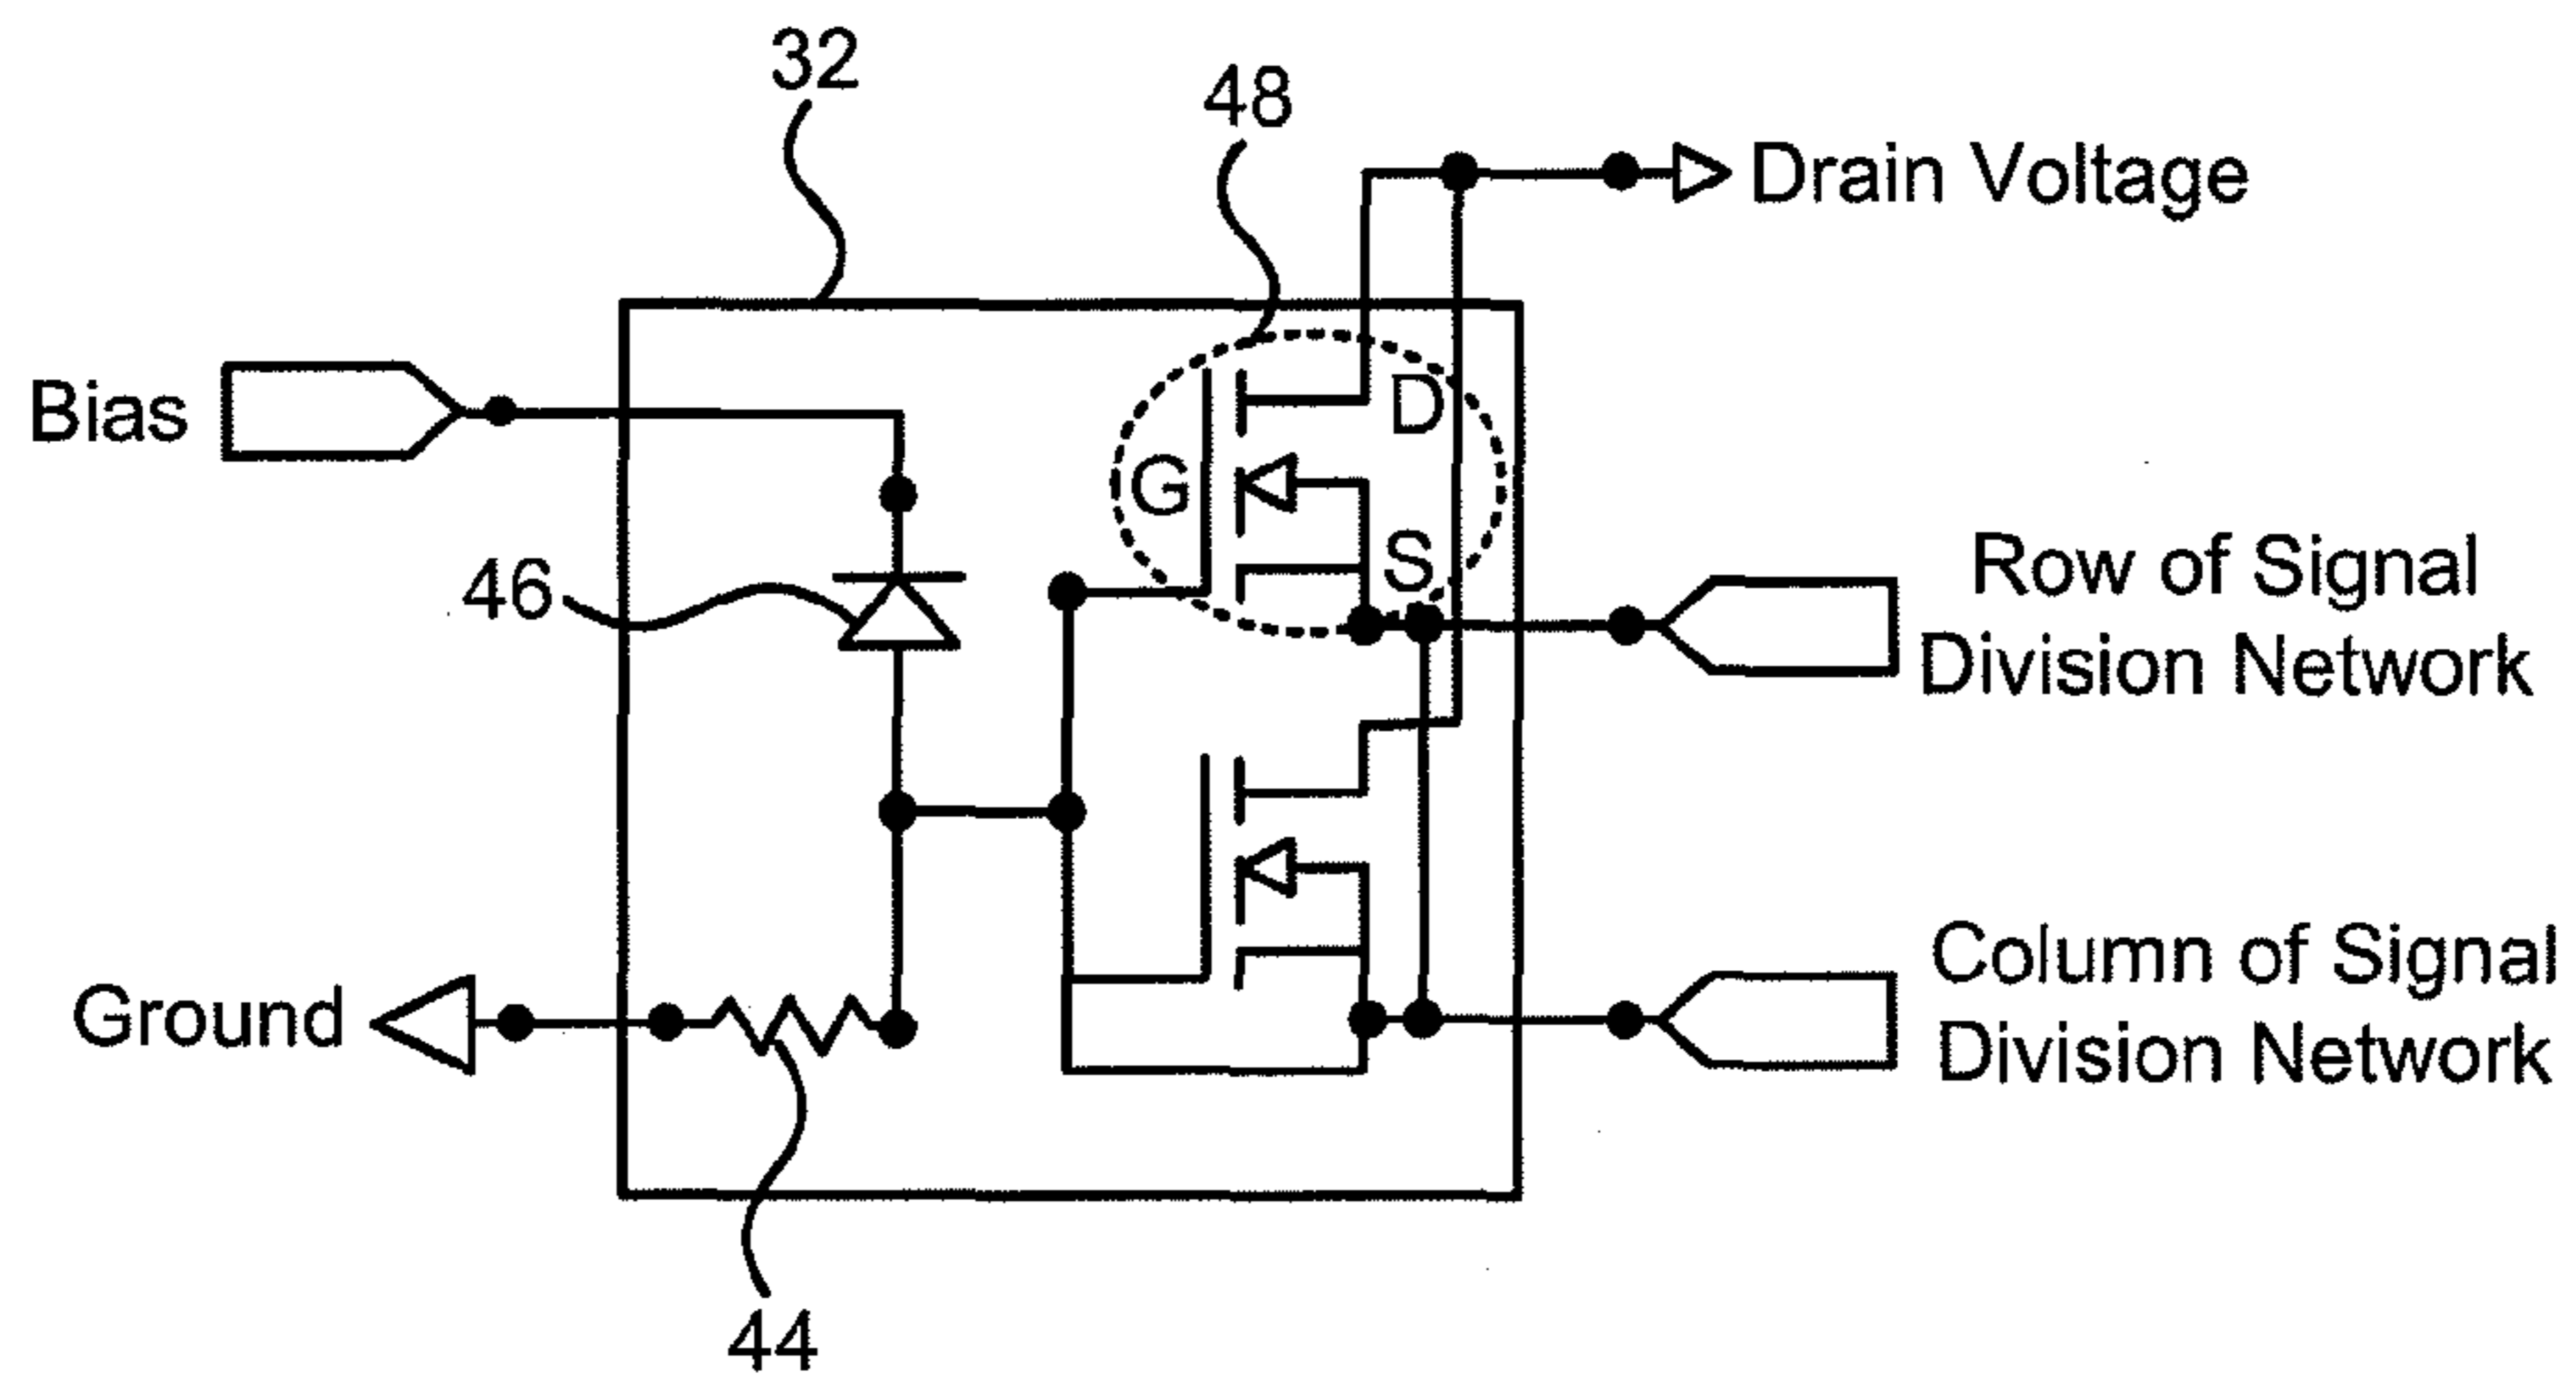 32
48
Drain Voltage
Bias
D
G
S
46
Row of Signal
Division Network
Column of Signal
Division Network
Ground
44